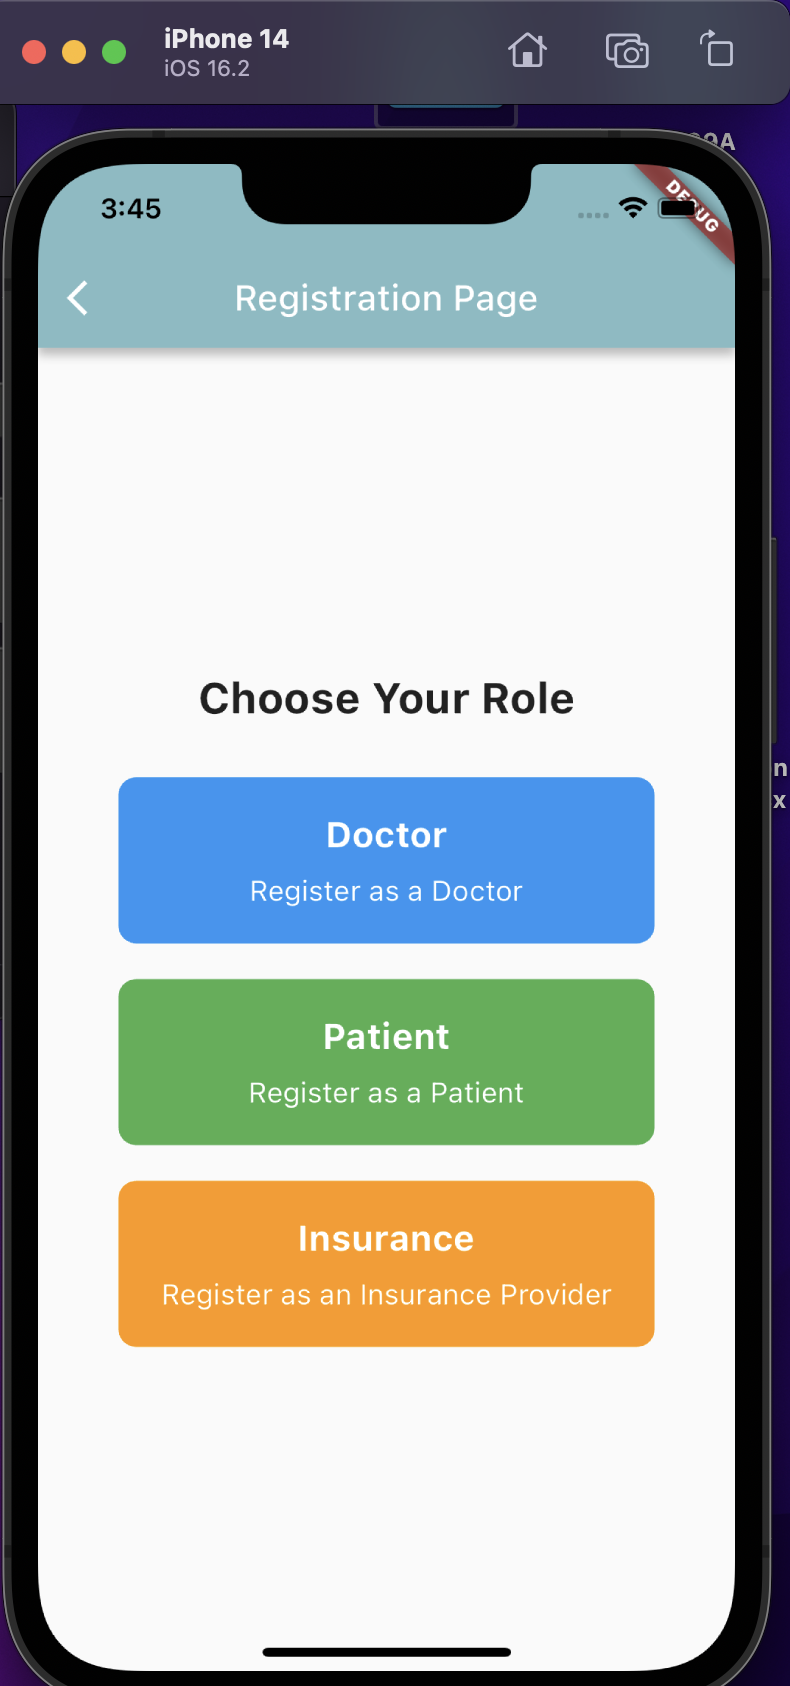 iPhone 14
iOS 16.2
9A
3:45
DEBUG
Registration Page
Choose Your Role
Doctor
Register as a Doctor
n
x
Patient
Register as a Patient
Insurance
Register as an Insurance Provider